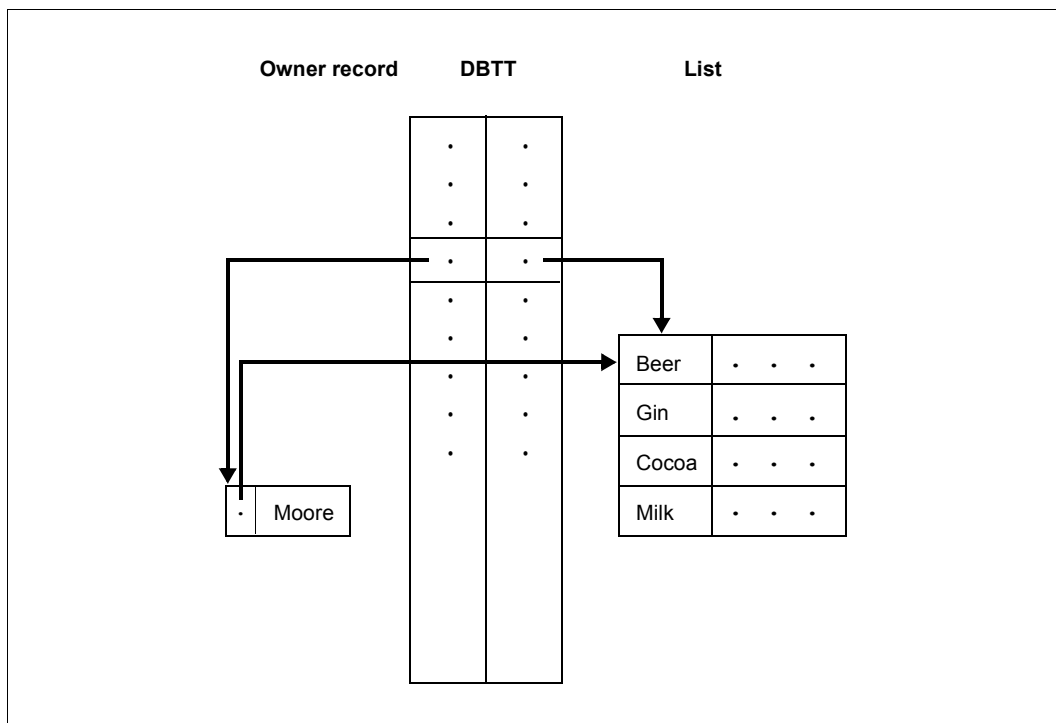 Owner record DBTT List
Beer . . .
Gin . . .
Cocoa . . .
Milk . . .
. Moore